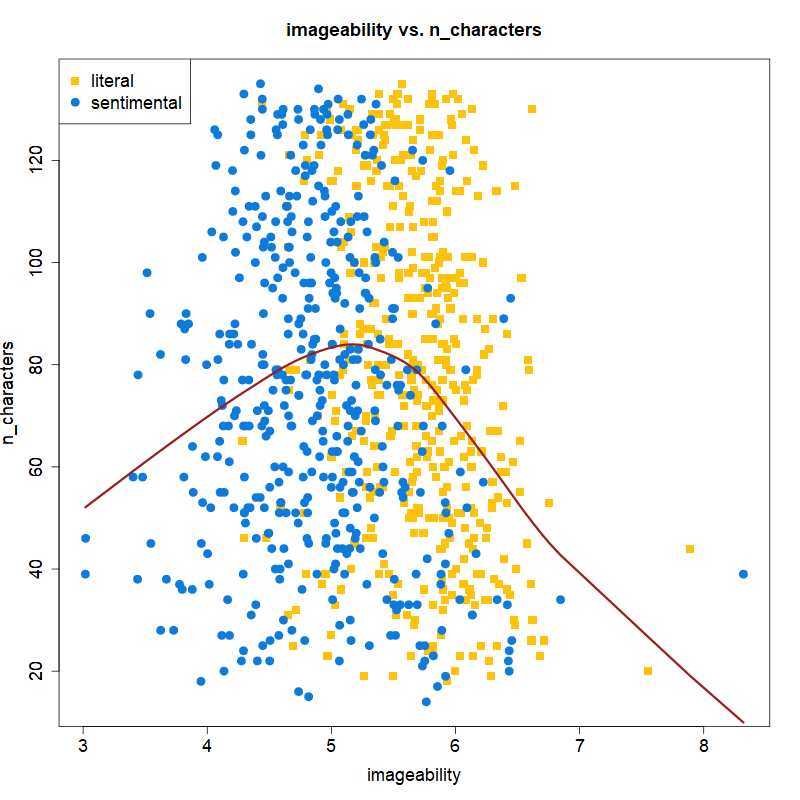 imageability vs. n_characters
literal
sentimental
n_characters
120
100
80
60
40
20
3 4 5 6 7 8
imageability